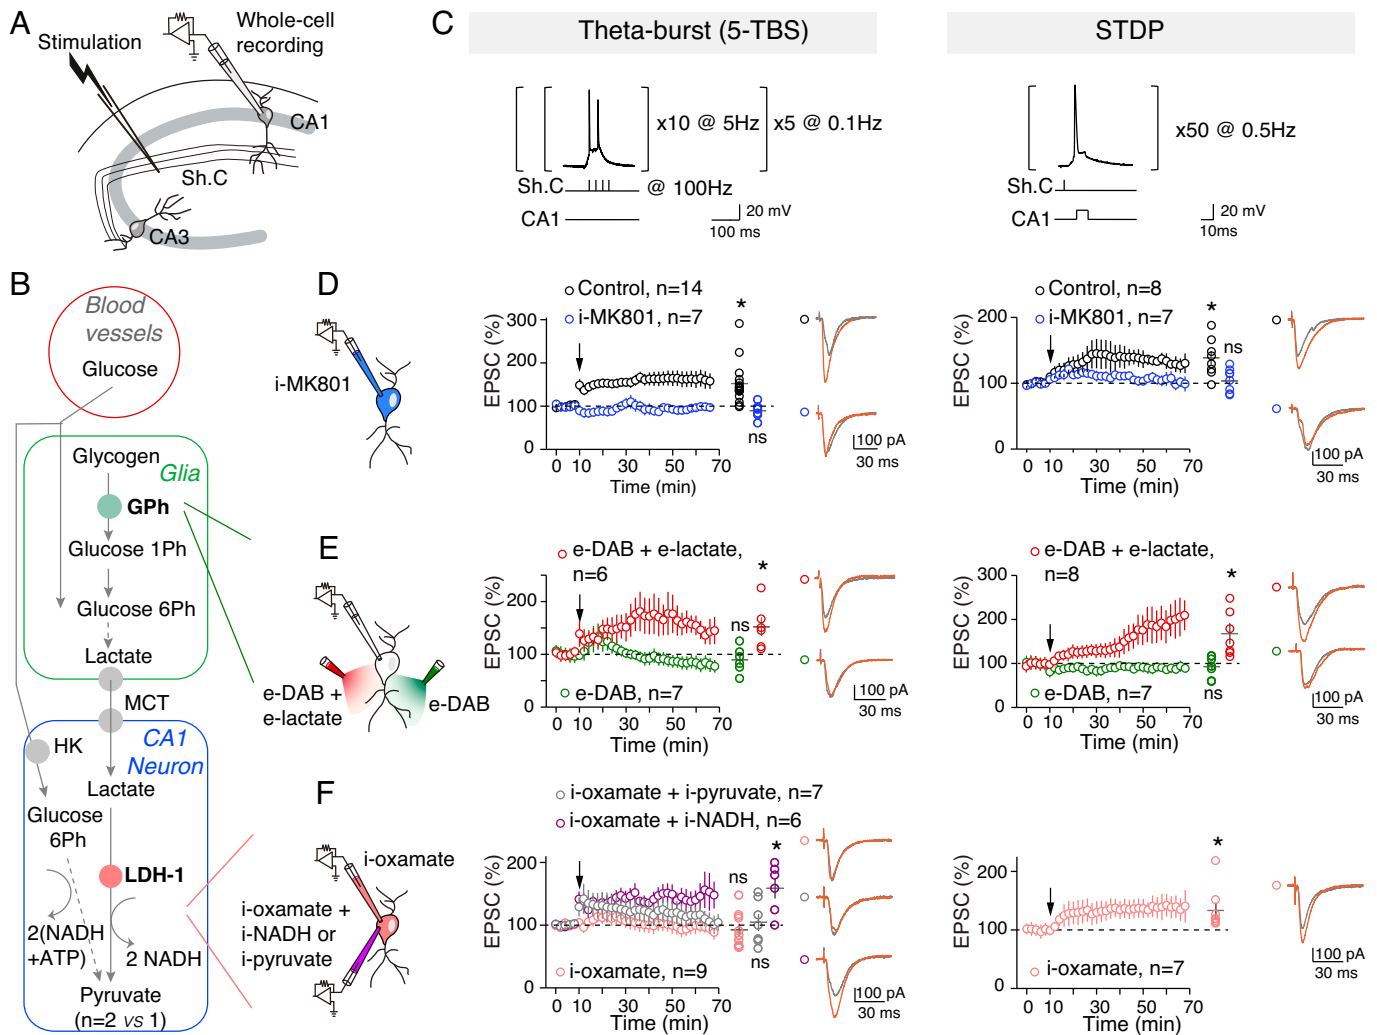 A
Stimulation
Whole-cell
recording
CA1
Sh.C
CA3
B
Blood
vessels
Glucose
Glycogen
Glia
GPh
Glucose 1Ph
Glucose 6Ph
Lactate
MCT
HK
CA1
Neuron
Lactate
Glucose
6Ph
LDH-1
2(NADH
+ATP)
2 NADH
Pyruvate
(n=2 vs 1)
C
Theta-burst (5-TBS)
x10 @ 5Hz
x5 @ 0.1Hz
Sh.C
@ 100Hz
CA1
20 mV
100 ms
STDP
x50 @ 0.5Hz
Sh.C
CA1
20 mV
10ms
D
i-MK801
Control, n=14
i-MK801, n=7
EPSC (%)
300
200
100
0
0 10 30 50 70
Time (min)
*
ns
100 pA
30 ms
Control, n=8
i-MK801, n=7
EPSC (%)
200
100
0
0 10 30 50 70
Time (min)
*
ns
100 pA
30 ms
E
e-DAB +
e-lactate
e-DAB
e-DAB + e-lactate,
n=6
EPSC (%)
200
100
0
e-DAB, n=7
0 10 30 50 70
Time (min)
ns
*
100 pA
30 ms
e-DAB + e-lactate,
n=8
EPSC (%)
300
200
100
0
e-DAB, n=7
0 10 30 50 70
Time (min)
*
ns
100 pA
30 ms
F
i-oxamate
i-oxamate +
i-NADH or
i-pyruvate
i-oxamate + i-pyruvate, n=7
i-oxamate + i-NADH, n=6
EPSC (%)
200
100
0
i-oxamate, n=9
0 10 30 50 70
Time (min)
ns
ns
*
100 pA
30 ms
EPSC (%)
200
100
0
i-oxamate, n=7
0 10 30 50 70
Time (min)
*
100 pA
30 ms